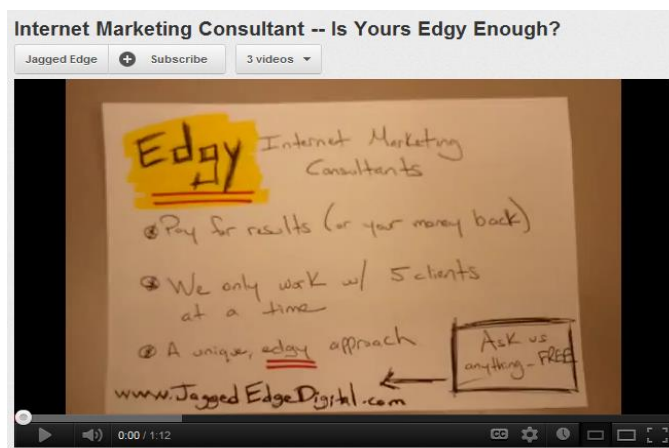 Internet Marketing Consultant -- Is Yours Edgy Enough?
Jagged Edge
Subscribe
3 videos
Edgy Internet Marketing
Consultants
Pay for results (or your money back)
We only work w/ 5 clients
at a time
A unique, edgy approach
Ask us
anything - FREE
www.JaggedEdgeDigital.com
0:00 / 1:12
CC